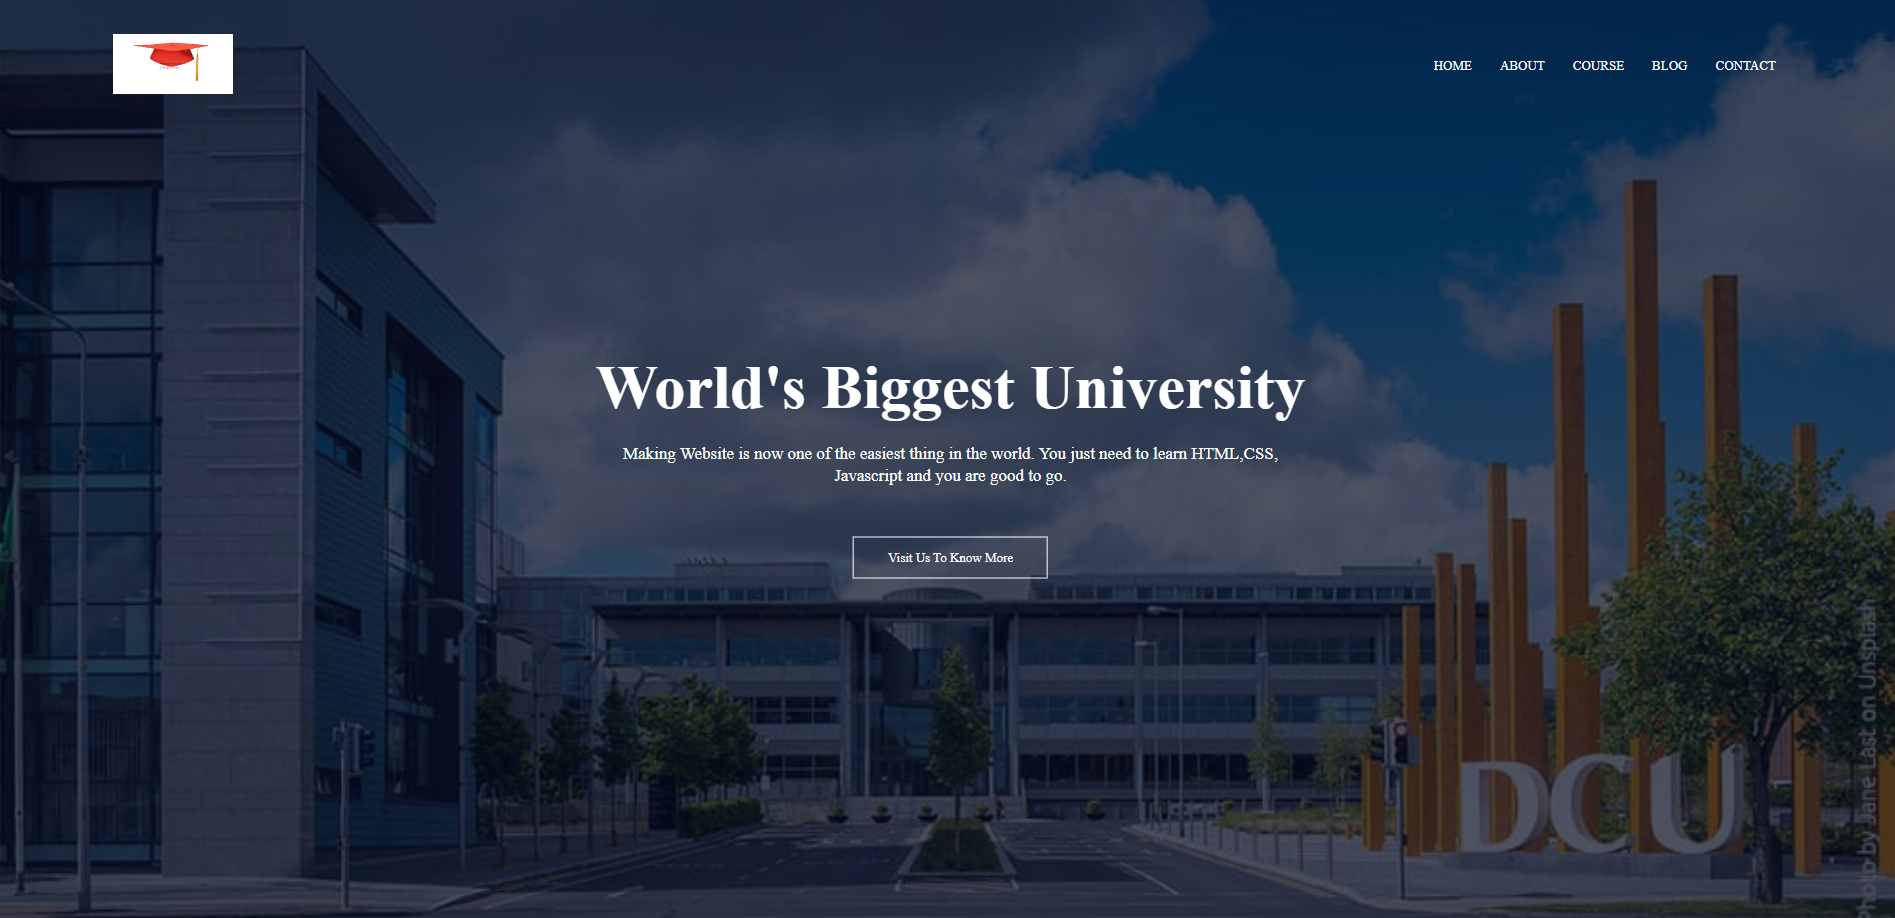 HOME ABOUT COURSE BLOG CONTACT
World's Biggest University
Making Website is now one of the easiest thing in the world. You just need to learn HTML,CSS,
Javascript and you are good to go.
Visit Us To Know More
DCU
Photo by Jane Last on Unsplash